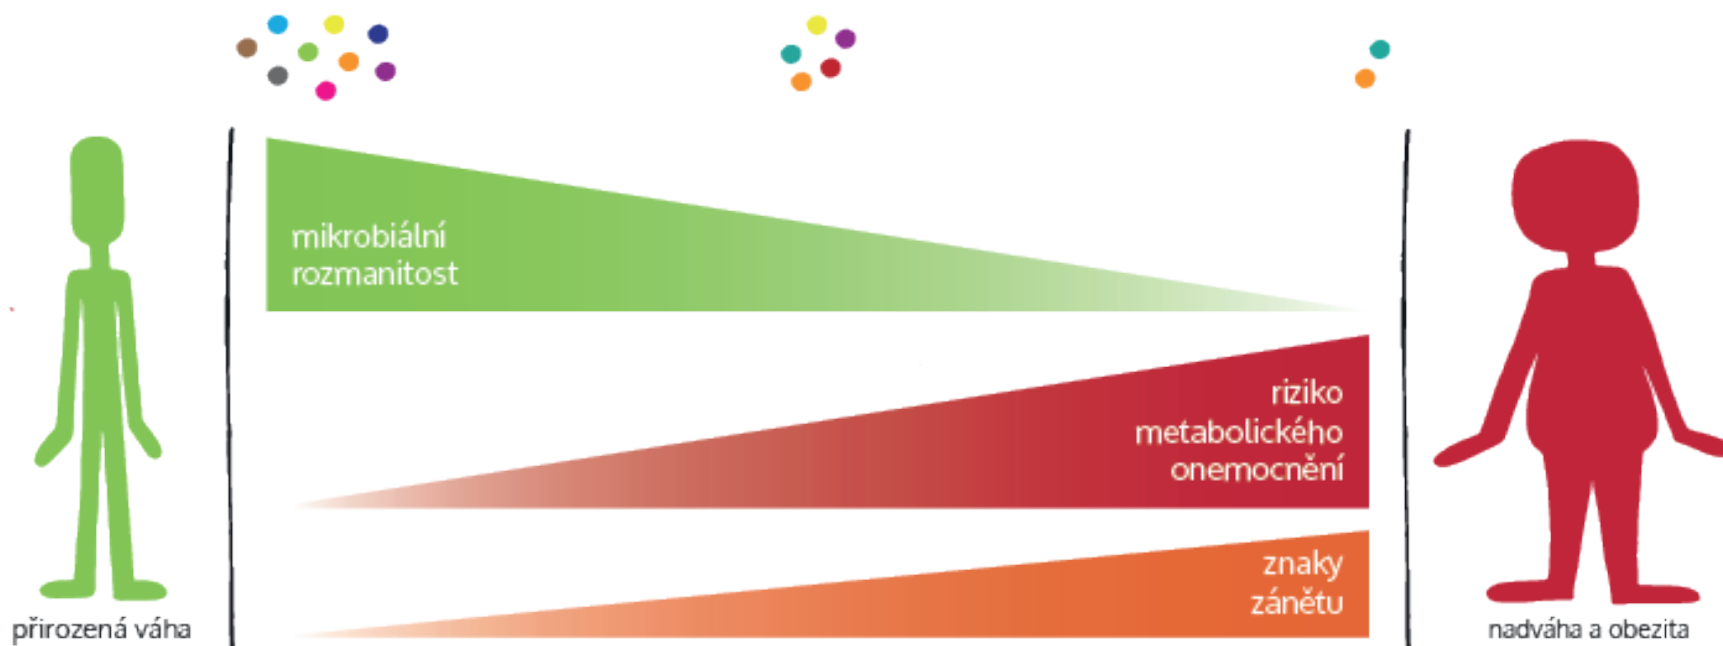 mikrobiální
rozmanitost
riziko
metabolického
onemocnění
znaky
zánětu
přirozená váha
nadváha a obezita